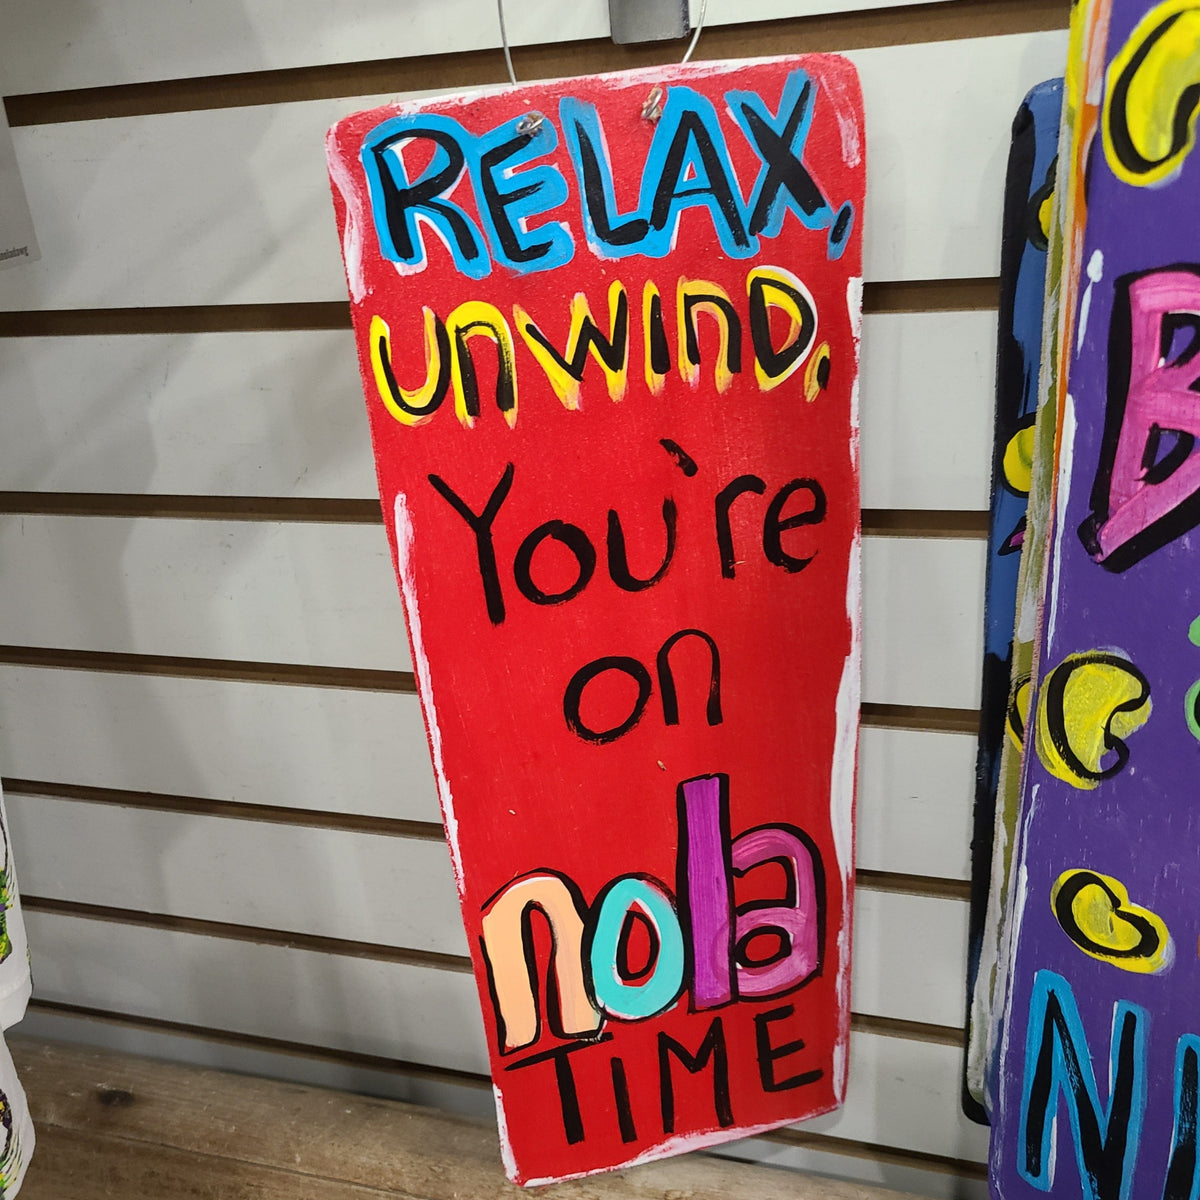 RELAX,
UNWIND.
You're
on
nola
TIME